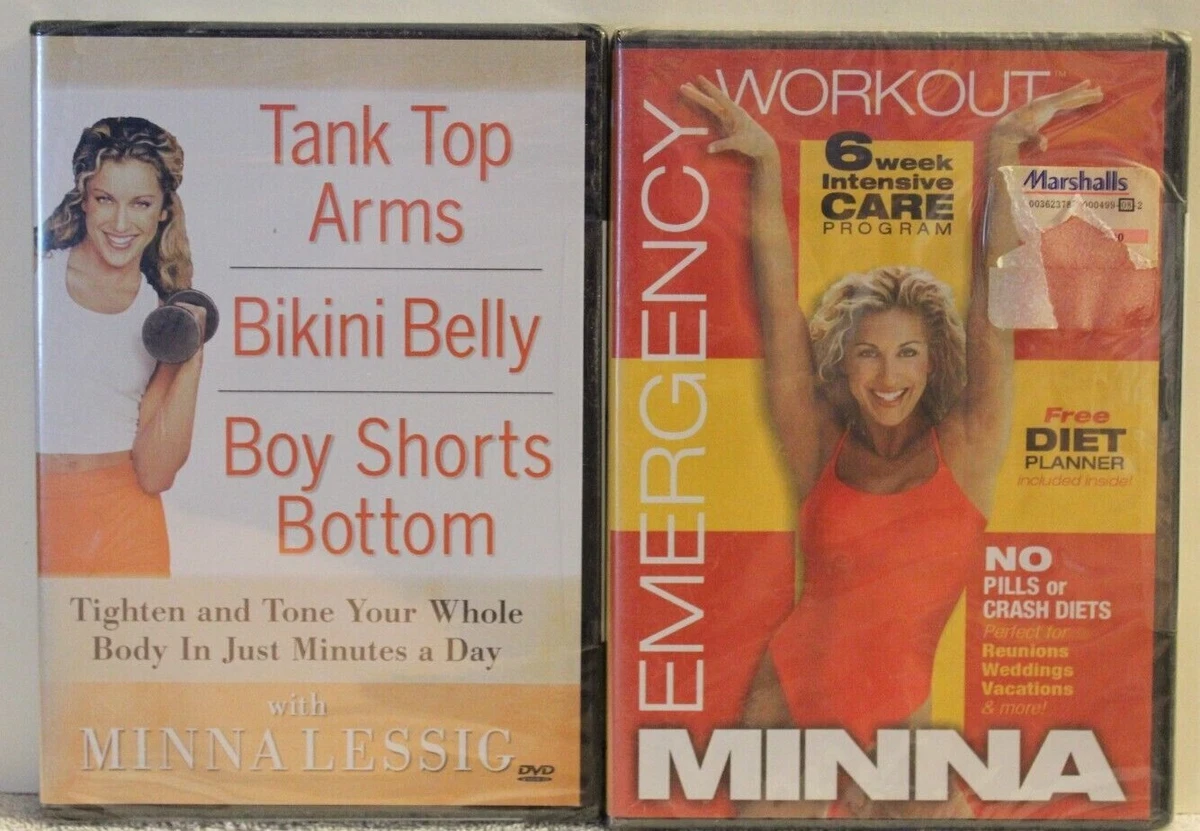 Tank Top
Arms
Bikini Belly
Boy Shorts
Bottom
Tighten and Tone Your Whole
Body In Just Minutes a Day
with
MINNA LESSIG
DVD
EMERGENCY
WORKOUT™
6 week
Intensive
CARE
PROGRAM
Marshalls
Free
DIET
PLANNER
included inside!
NO
PILLS or
CRASH DIETS
Perfect for
Reunions
Weddings
Vacations
& more!
MINNA